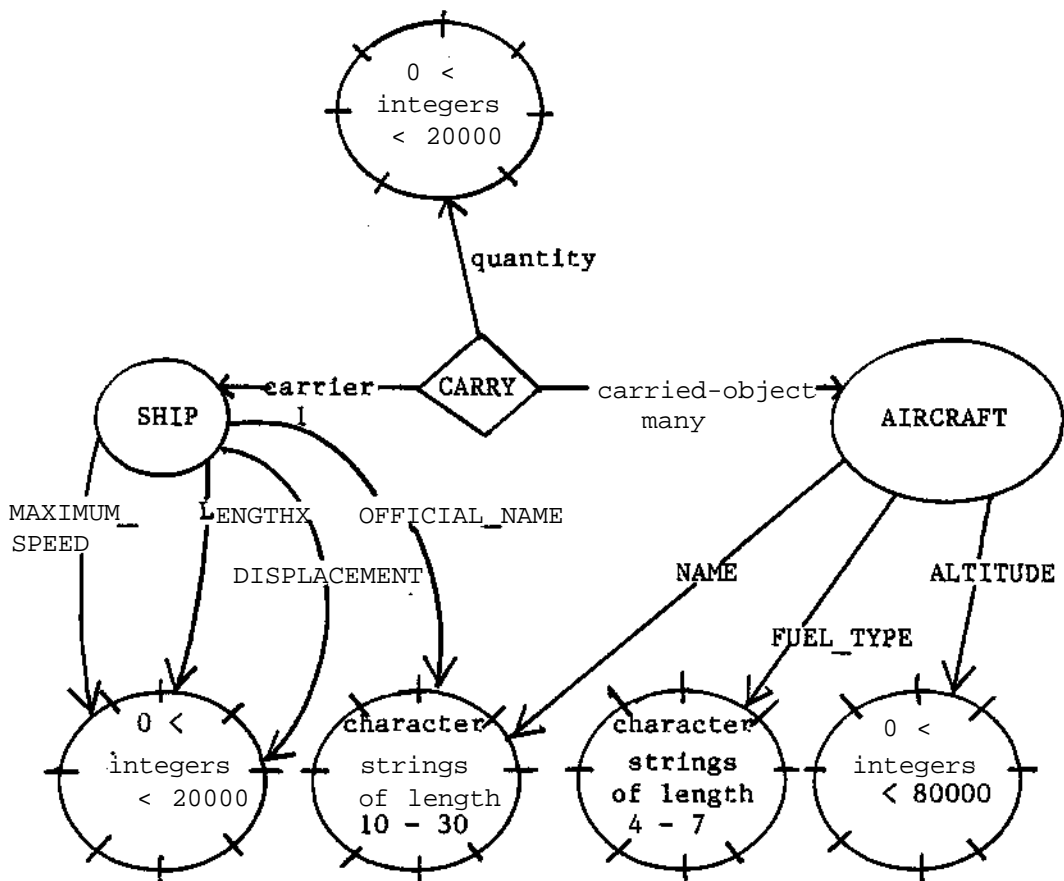 0 <
integers
< 20000
quantity
carrier
1
CARRY
carried-object
many
SHIP
AIRCRAFT
MAXIMUM_
SPEED
LENGTHX
OFFICIAL_NAME
DISPLACEMENT
NAME
ALTITUDE
FUEL_TYPE
0 <
integers
< 20000
character
strings
of length
10 - 30
character
strings
of length
4 - 7
0 <
integers
< 80000